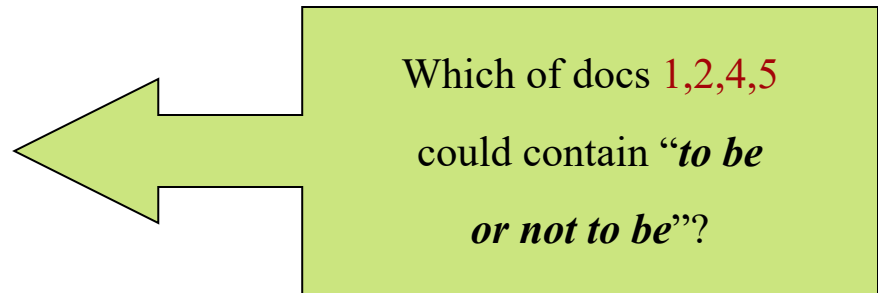 Which of docs 1,2,4,5
could contain “to be
or not to be”?